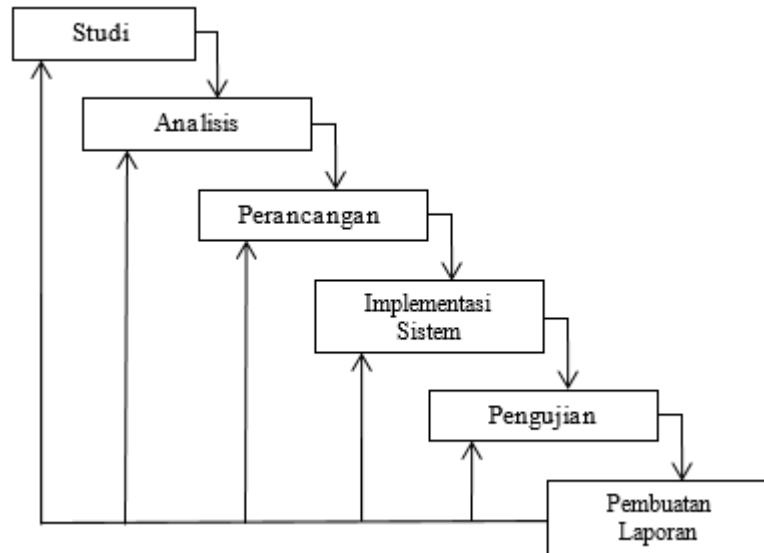 Studi
Analisis
Perancangan
Implementasi
Sistem
Pengujian
Pembuatan
Laporan